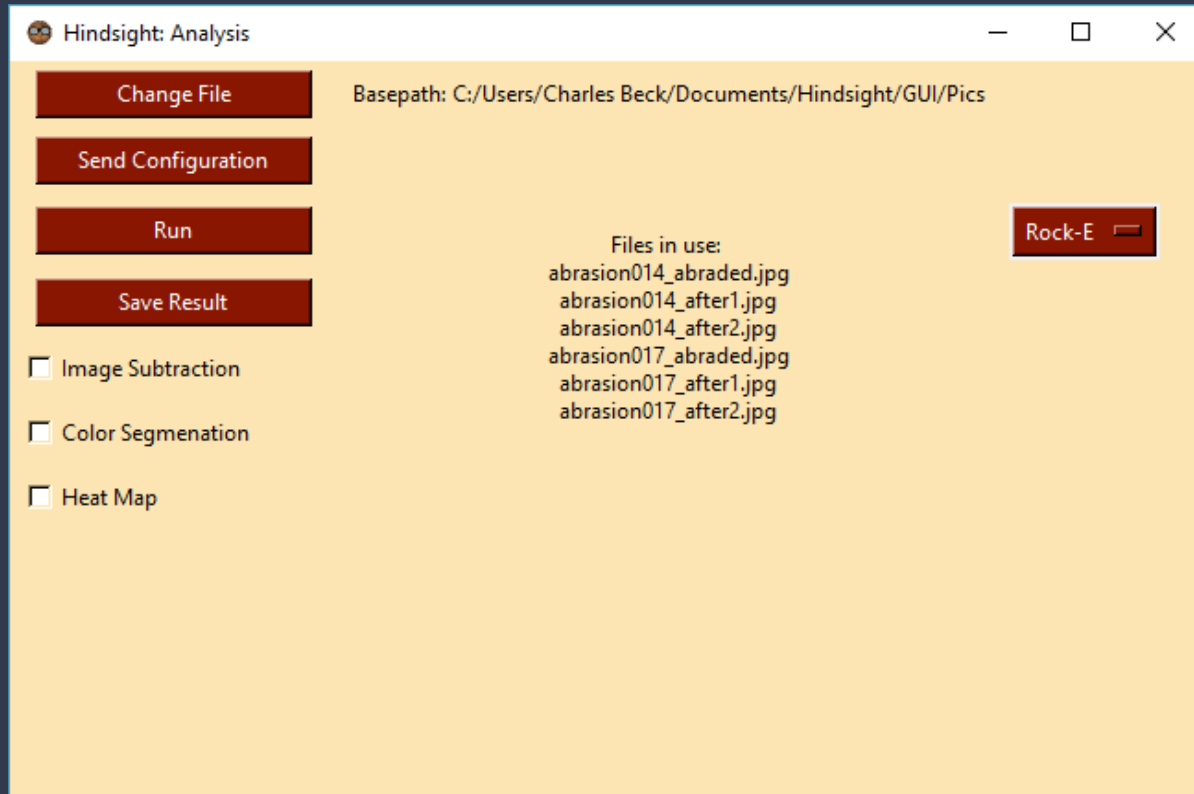 Hindsight: Analysis
Change File
Basepath: C:/Users/Charles Beck/Documents/Hindsight/GUI/Pics
Send Configuration
Run
Rock-E
Files in use:
abrasion014_abraded.jpg
abrasion014_after1.jpg
abrasion014_after2.jpg
abrasion017_abraded.jpg
abrasion017_after1.jpg
abrasion017_after2.jpg
Save Result
Image Subtraction
Color Segmenation
Heat Map